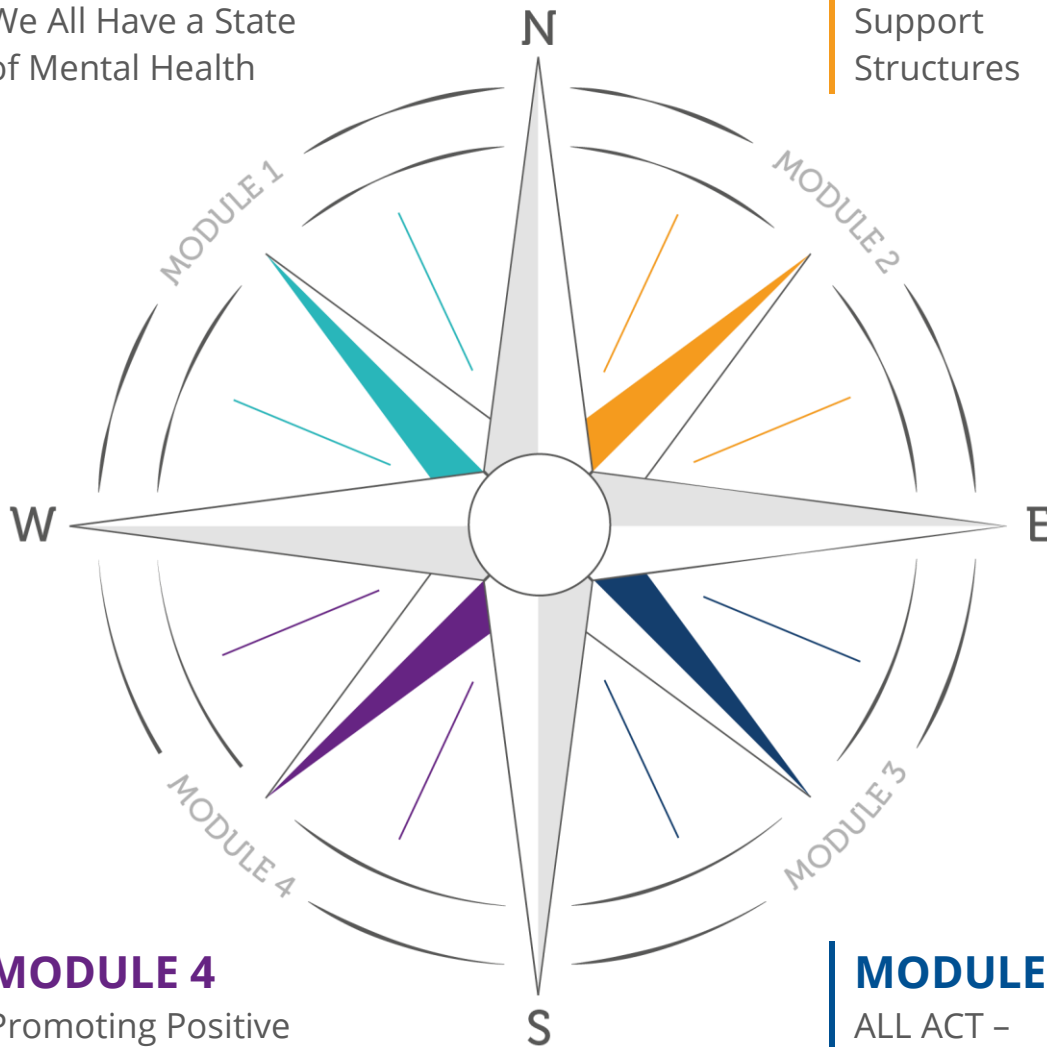 We All Have a State
of Mental Health
N
Support
Structures
MODULE 1
MODULE 2
W
E
MODULE 4
MODULE 3
MODULE 4
Promoting Positive
S
MODULE
ALL ACT –